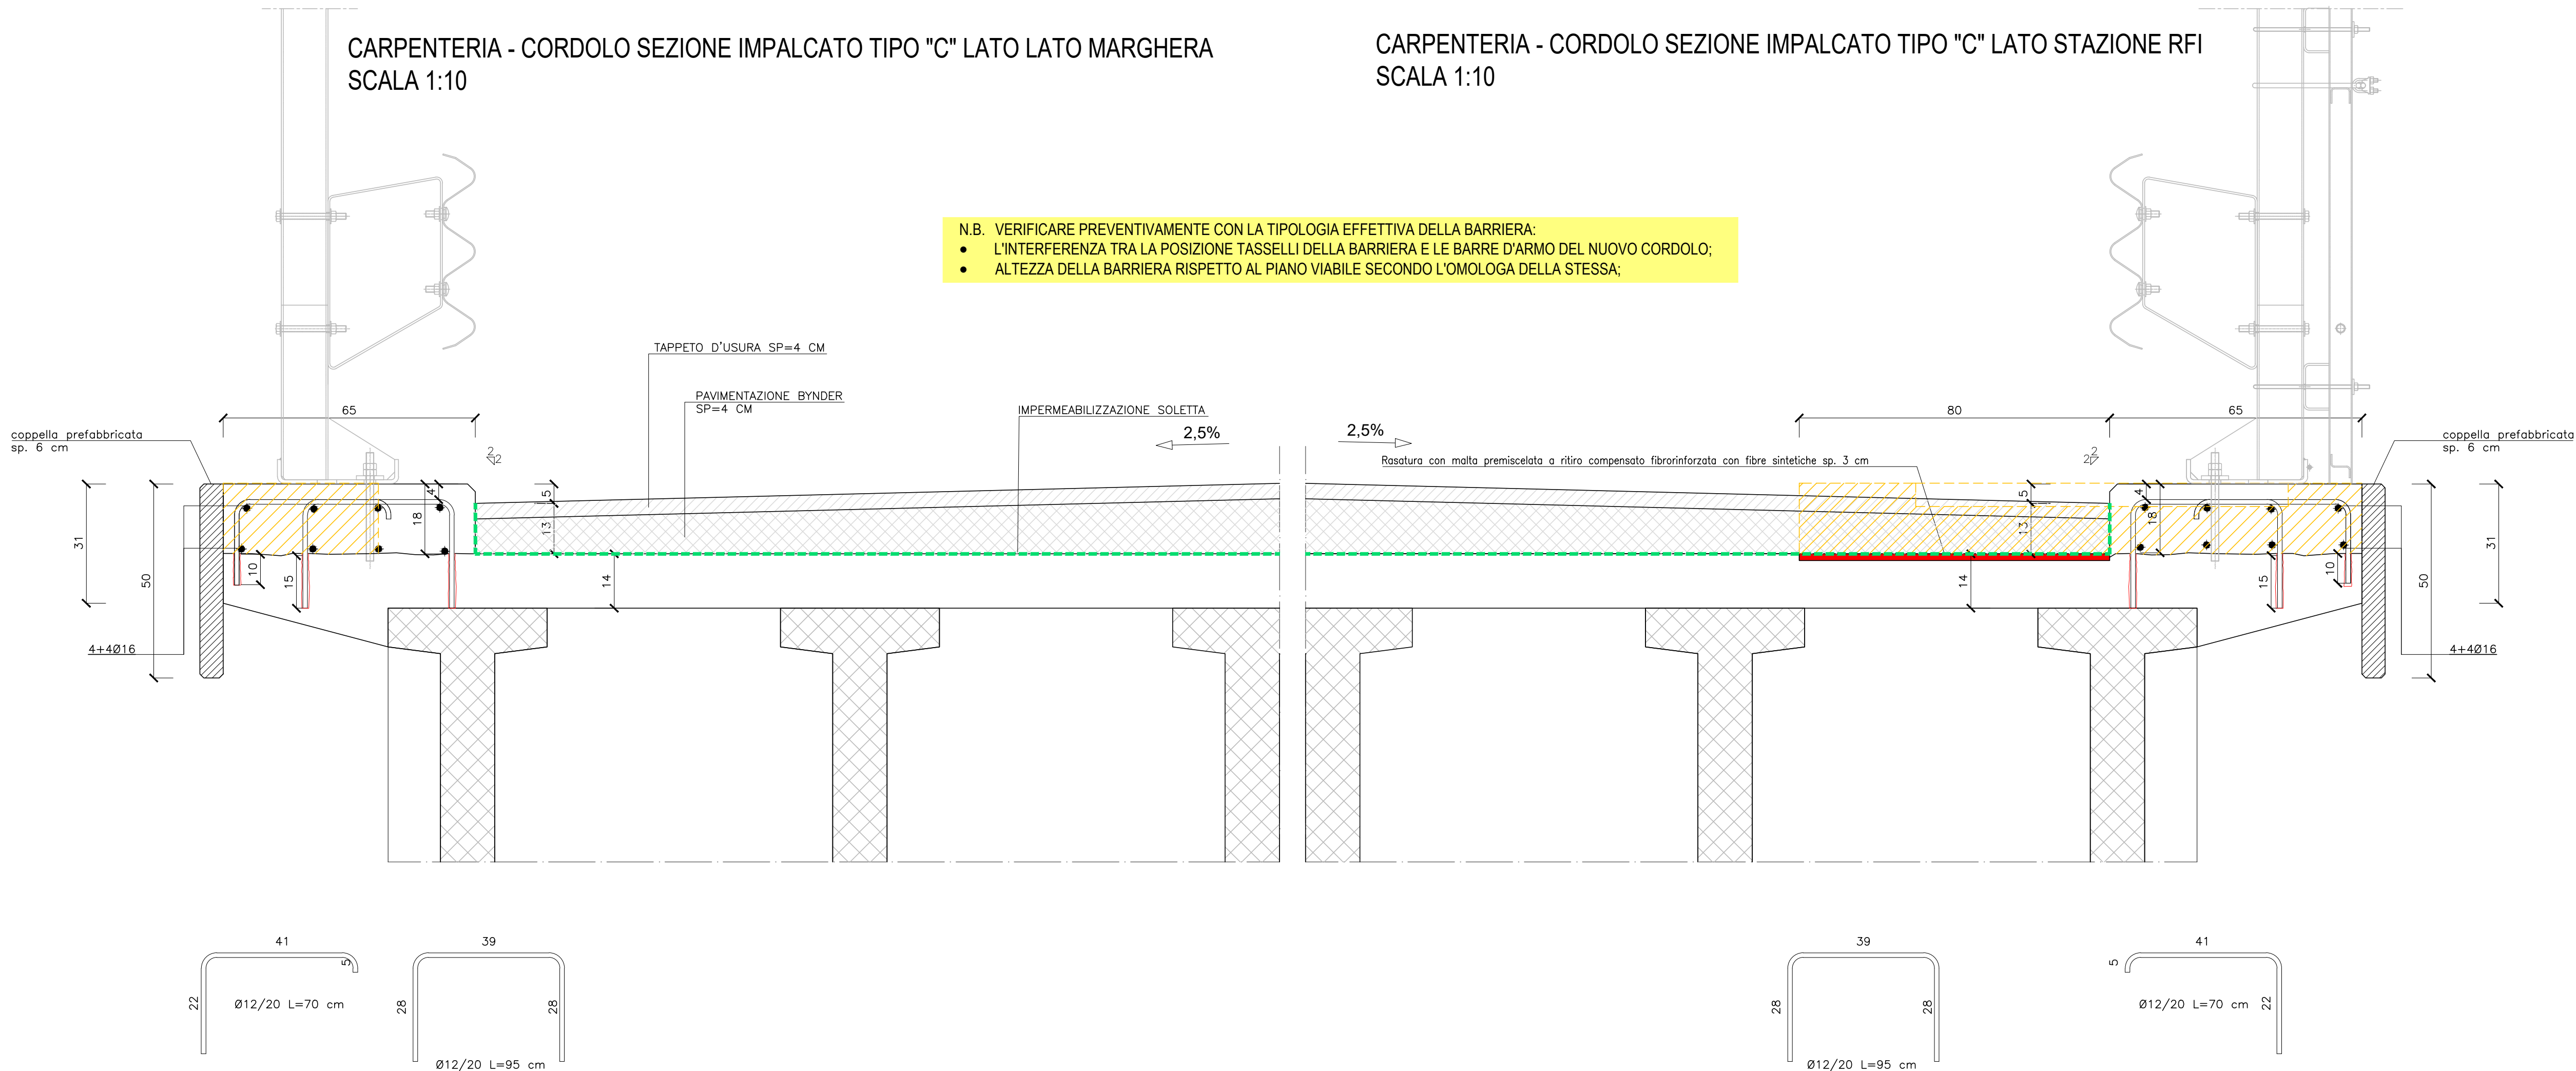 CARPENTERIA - CORDOLO SEZIONE IMPALCATO TIPO "C" LATO LATO MARGHERA
SCALA 1:10
CARPENTERIA - CORDOLO SEZIONE IMPALCATO TIPO "C" LATO STAZIONE RFI
SCALA 1:10
N.B. VERIFICARE PREVENTIVAMENTE CON LA TIPOLOGIA EFFETTIVA DELLA BARRIERA:
● L'INTERFERENZA TRA LA POSIZIONE TASSELLI DELLA BARRIERA E LE BARRE D'ARMO DEL NUOVO CORDOLO;
● ALTEZZA DELLA BARRIERA RISPETTO AL PIANO VIABILE SECONDO L'OMOLOGA DELLA STESSA;
TAPPETO D'USURA SP=4 CM
PAVIMENTAZIONE BYNDER
SP=4 CM
IMPERMEABILIZZAZIONE SOLETTA
65
80
65
2,5%
2,5%
coppella prefabbricata
sp. 6 cm
coppella prefabbricata
sp. 6 cm
2
2
2
2
Rasatura con malta premiscelata a ritiro compensato fibrorinforzata con fibre sintetiche sp. 3 cm
4
5
5
4
18
13
13
18
31
31
50
50
10
15
14
14
15
10
4+4Ø16
4+4Ø16
41
5
22
Ø12/20 L=70 cm
39
28
28
Ø12/20 L=95 cm
39
28
28
Ø12/20 L=95 cm
41
5
22
Ø12/20 L=70 cm